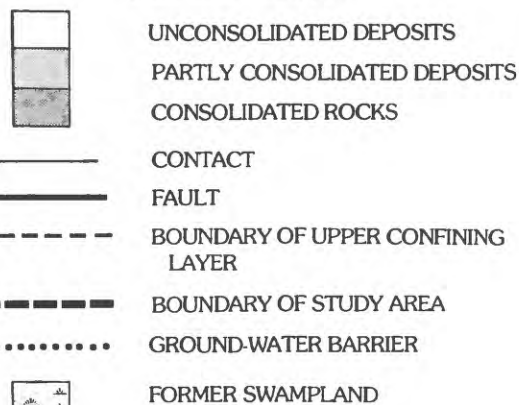 UNCONSOLIDATED DEPOSITS
PARTLY CONSOLIDATED DEPOSITS
CONSOLIDATED ROCKS
CONTACT
FAULT
BOUNDARY OF UPPER CONFINING
LAYER
BOUNDARY OF STUDY AREA
GROUND-WATER BARRIER
FORMER SWAMPLAND